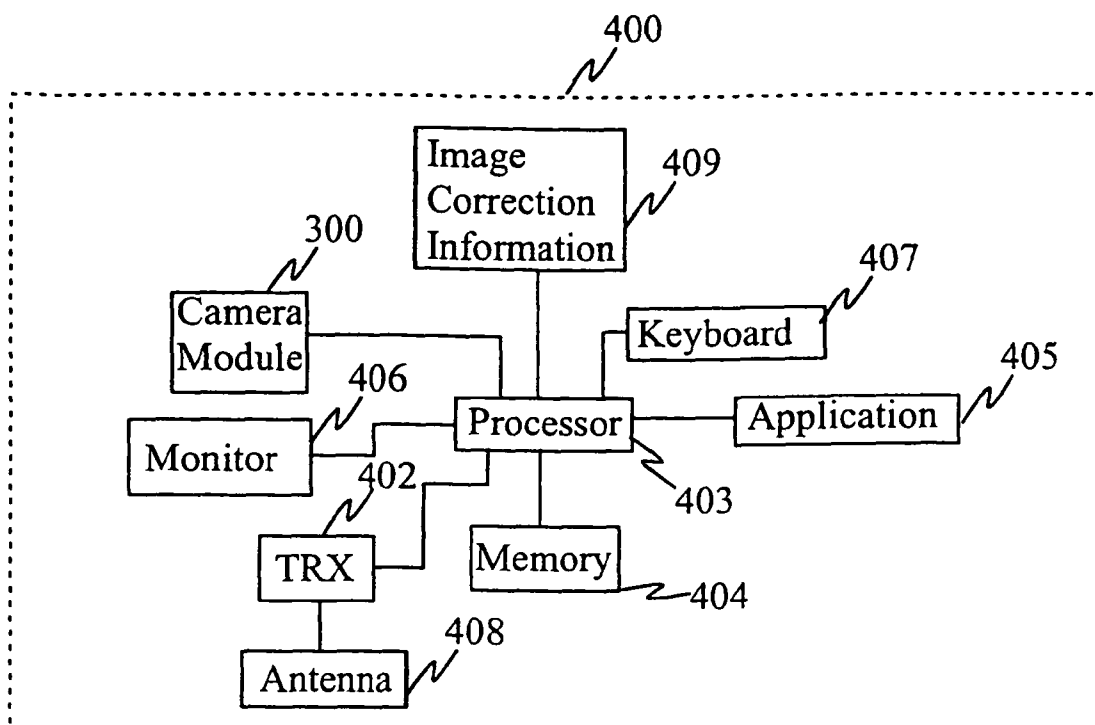 400
Image
Correction
Information
409
300
Camera
Module
407
Keyboard
405
Application
406
Monitor
Processor
403
402
TRX
Memory
404
408
Antenna